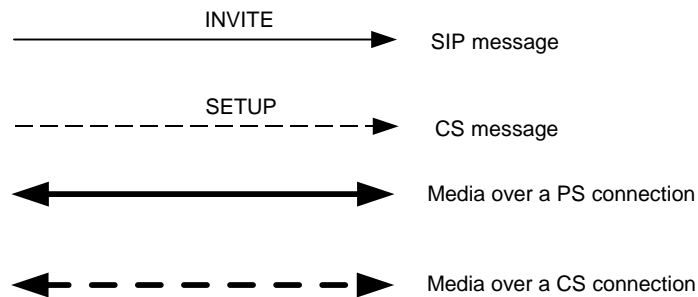 INVITE
SIP message
SETUP
CS message
Media over a PS connection
Media over a CS connection